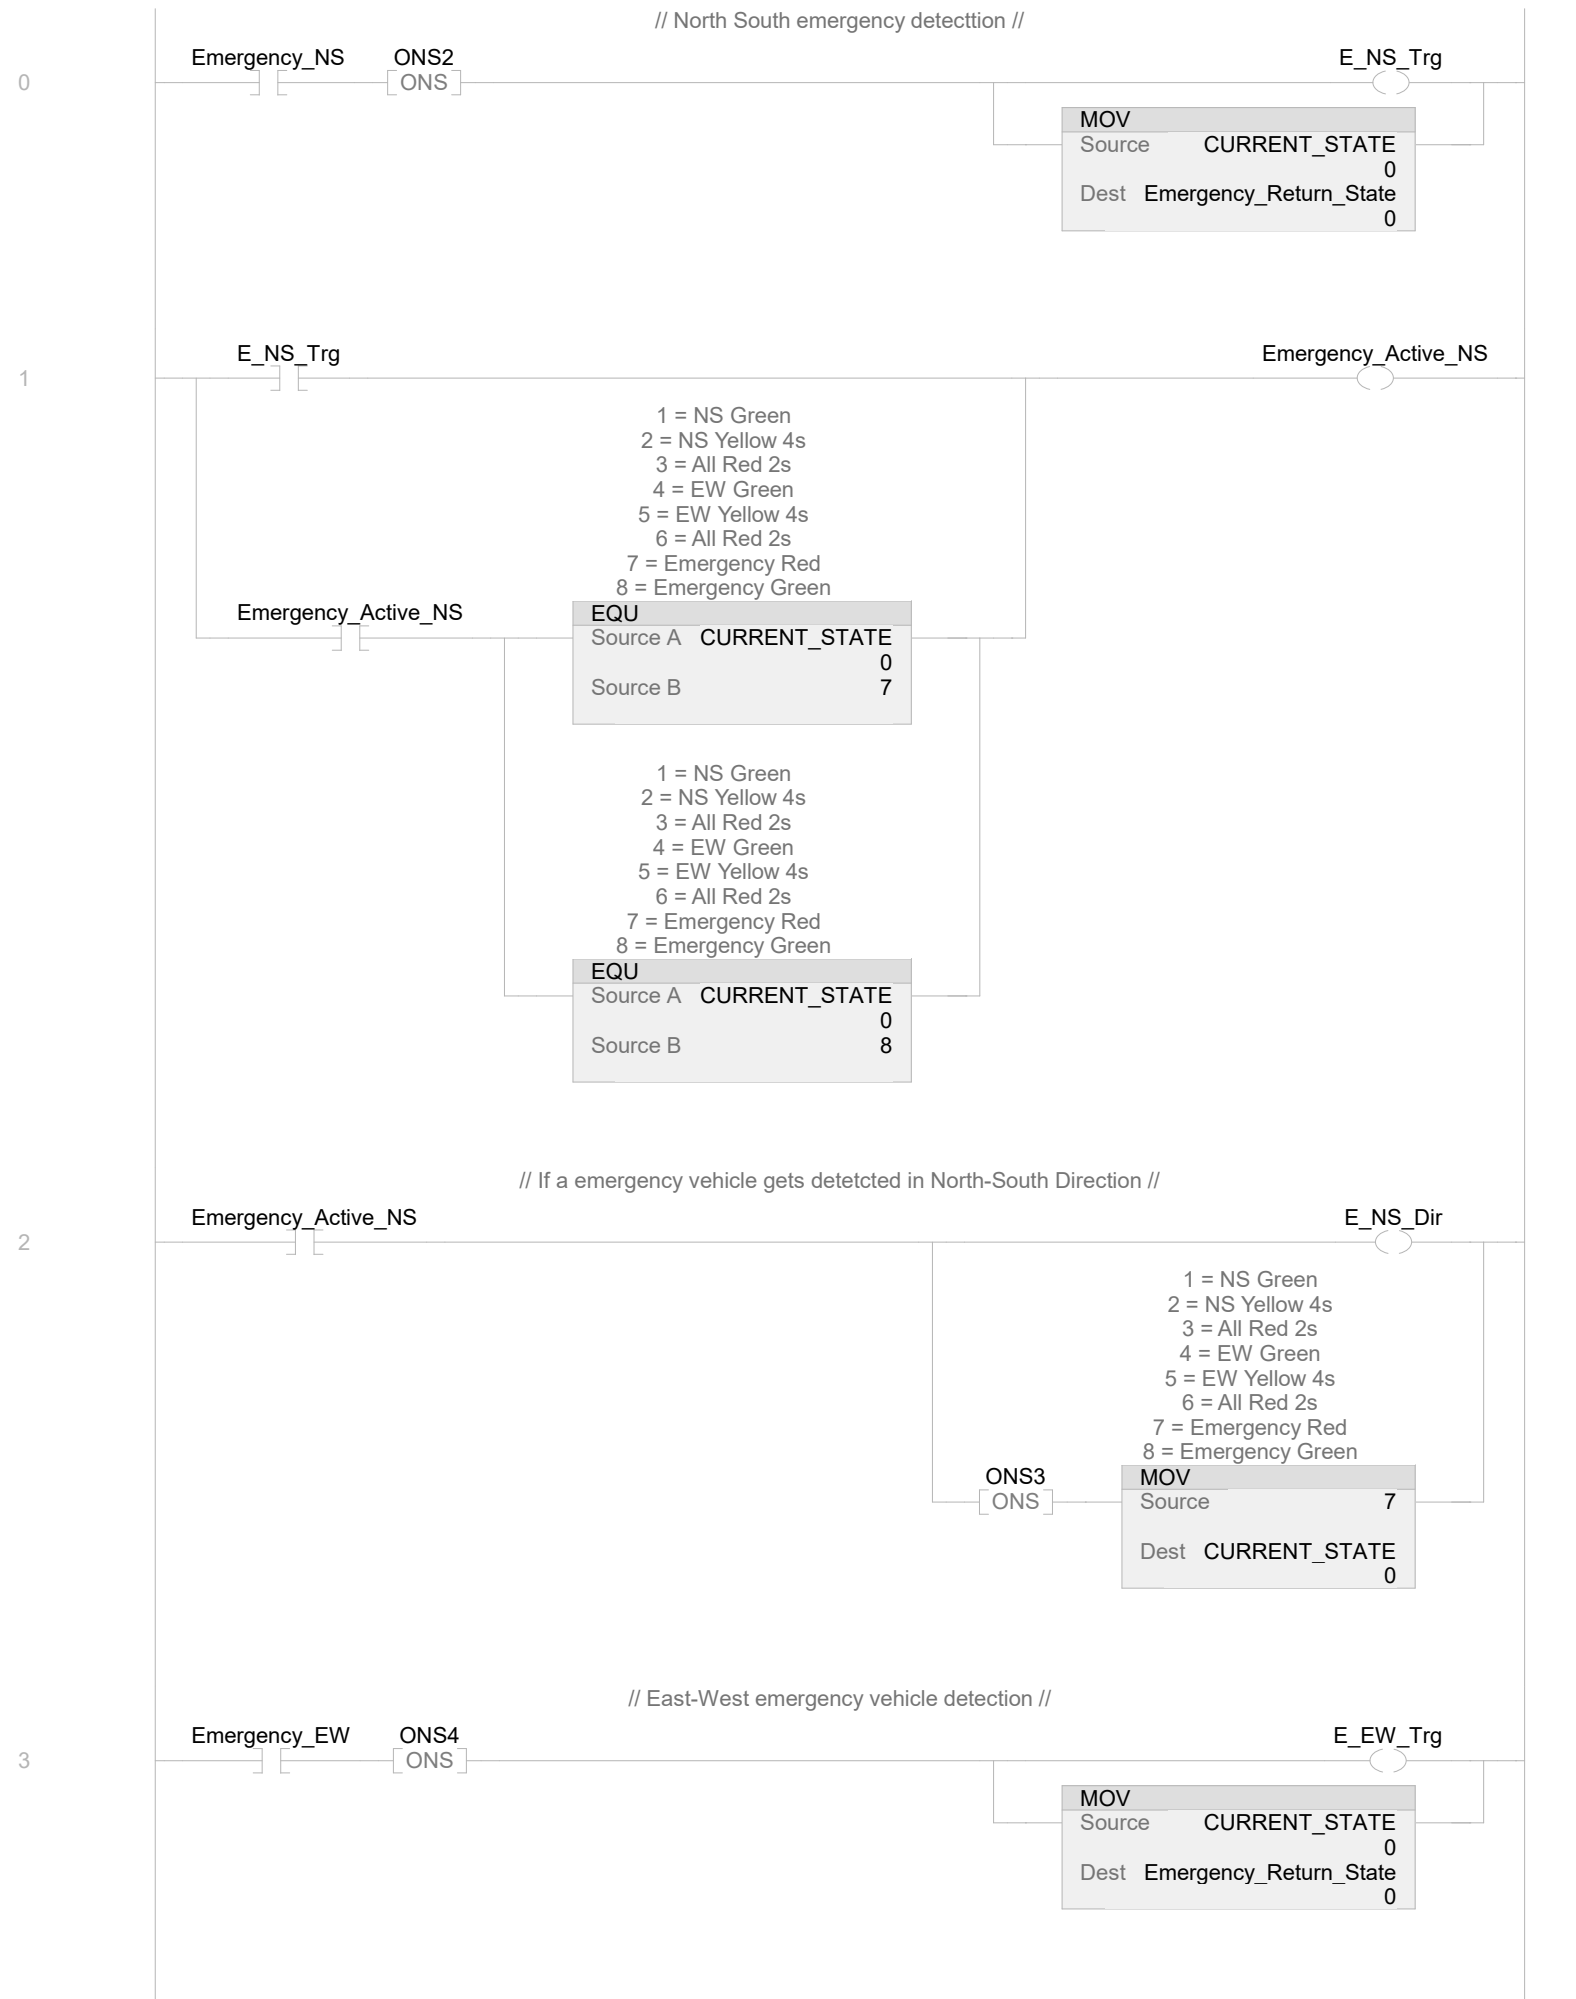 // North South emergency detecttion //
Emergency_NS ONS2 E_NS_Trg
0 ONS
MOV
Source CURRENT_STATE
0
Dest Emergency_Return_State
0
E_NS_Trg Emergency_Active_NS
1
1 = NS Green
2 = NS Yellow 4s
3 = All Red 2s
4 = EW Green
5 = EW Yellow 4s
6 = All Red 2s
7 = Emergency Red
8 = Emergency Green
Emergency_Active_NS EQU
Source A CURRENT_STATE
0
Source B 7
1 = NS Green
2 = NS Yellow 4s
3 = All Red 2s
4 = EW Green
5 = EW Yellow 4s
6 = All Red 2s
7 = Emergency Red
8 = Emergency Green
EQU
Source A CURRENT_STATE
0
Source B 8
// If a emergency vehicle gets detetcted in North-South Direction //
Emergency_Active_NS E_NS_Dir
2
1 = NS Green
2 = NS Yellow 4s
3 = All Red 2s
4 = EW Green
5 = EW Yellow 4s
6 = All Red 2s
7 = Emergency Red
8 = Emergency Green
ONS3 MOV
ONS Source 7
Dest CURRENT_STATE
0
// East-West emergency vehicle detection //
Emergency_EW ONS4 E_EW_Trg
3 ONS
MOV
Source CURRENT_STATE
0
Dest Emergency_Return_State
0